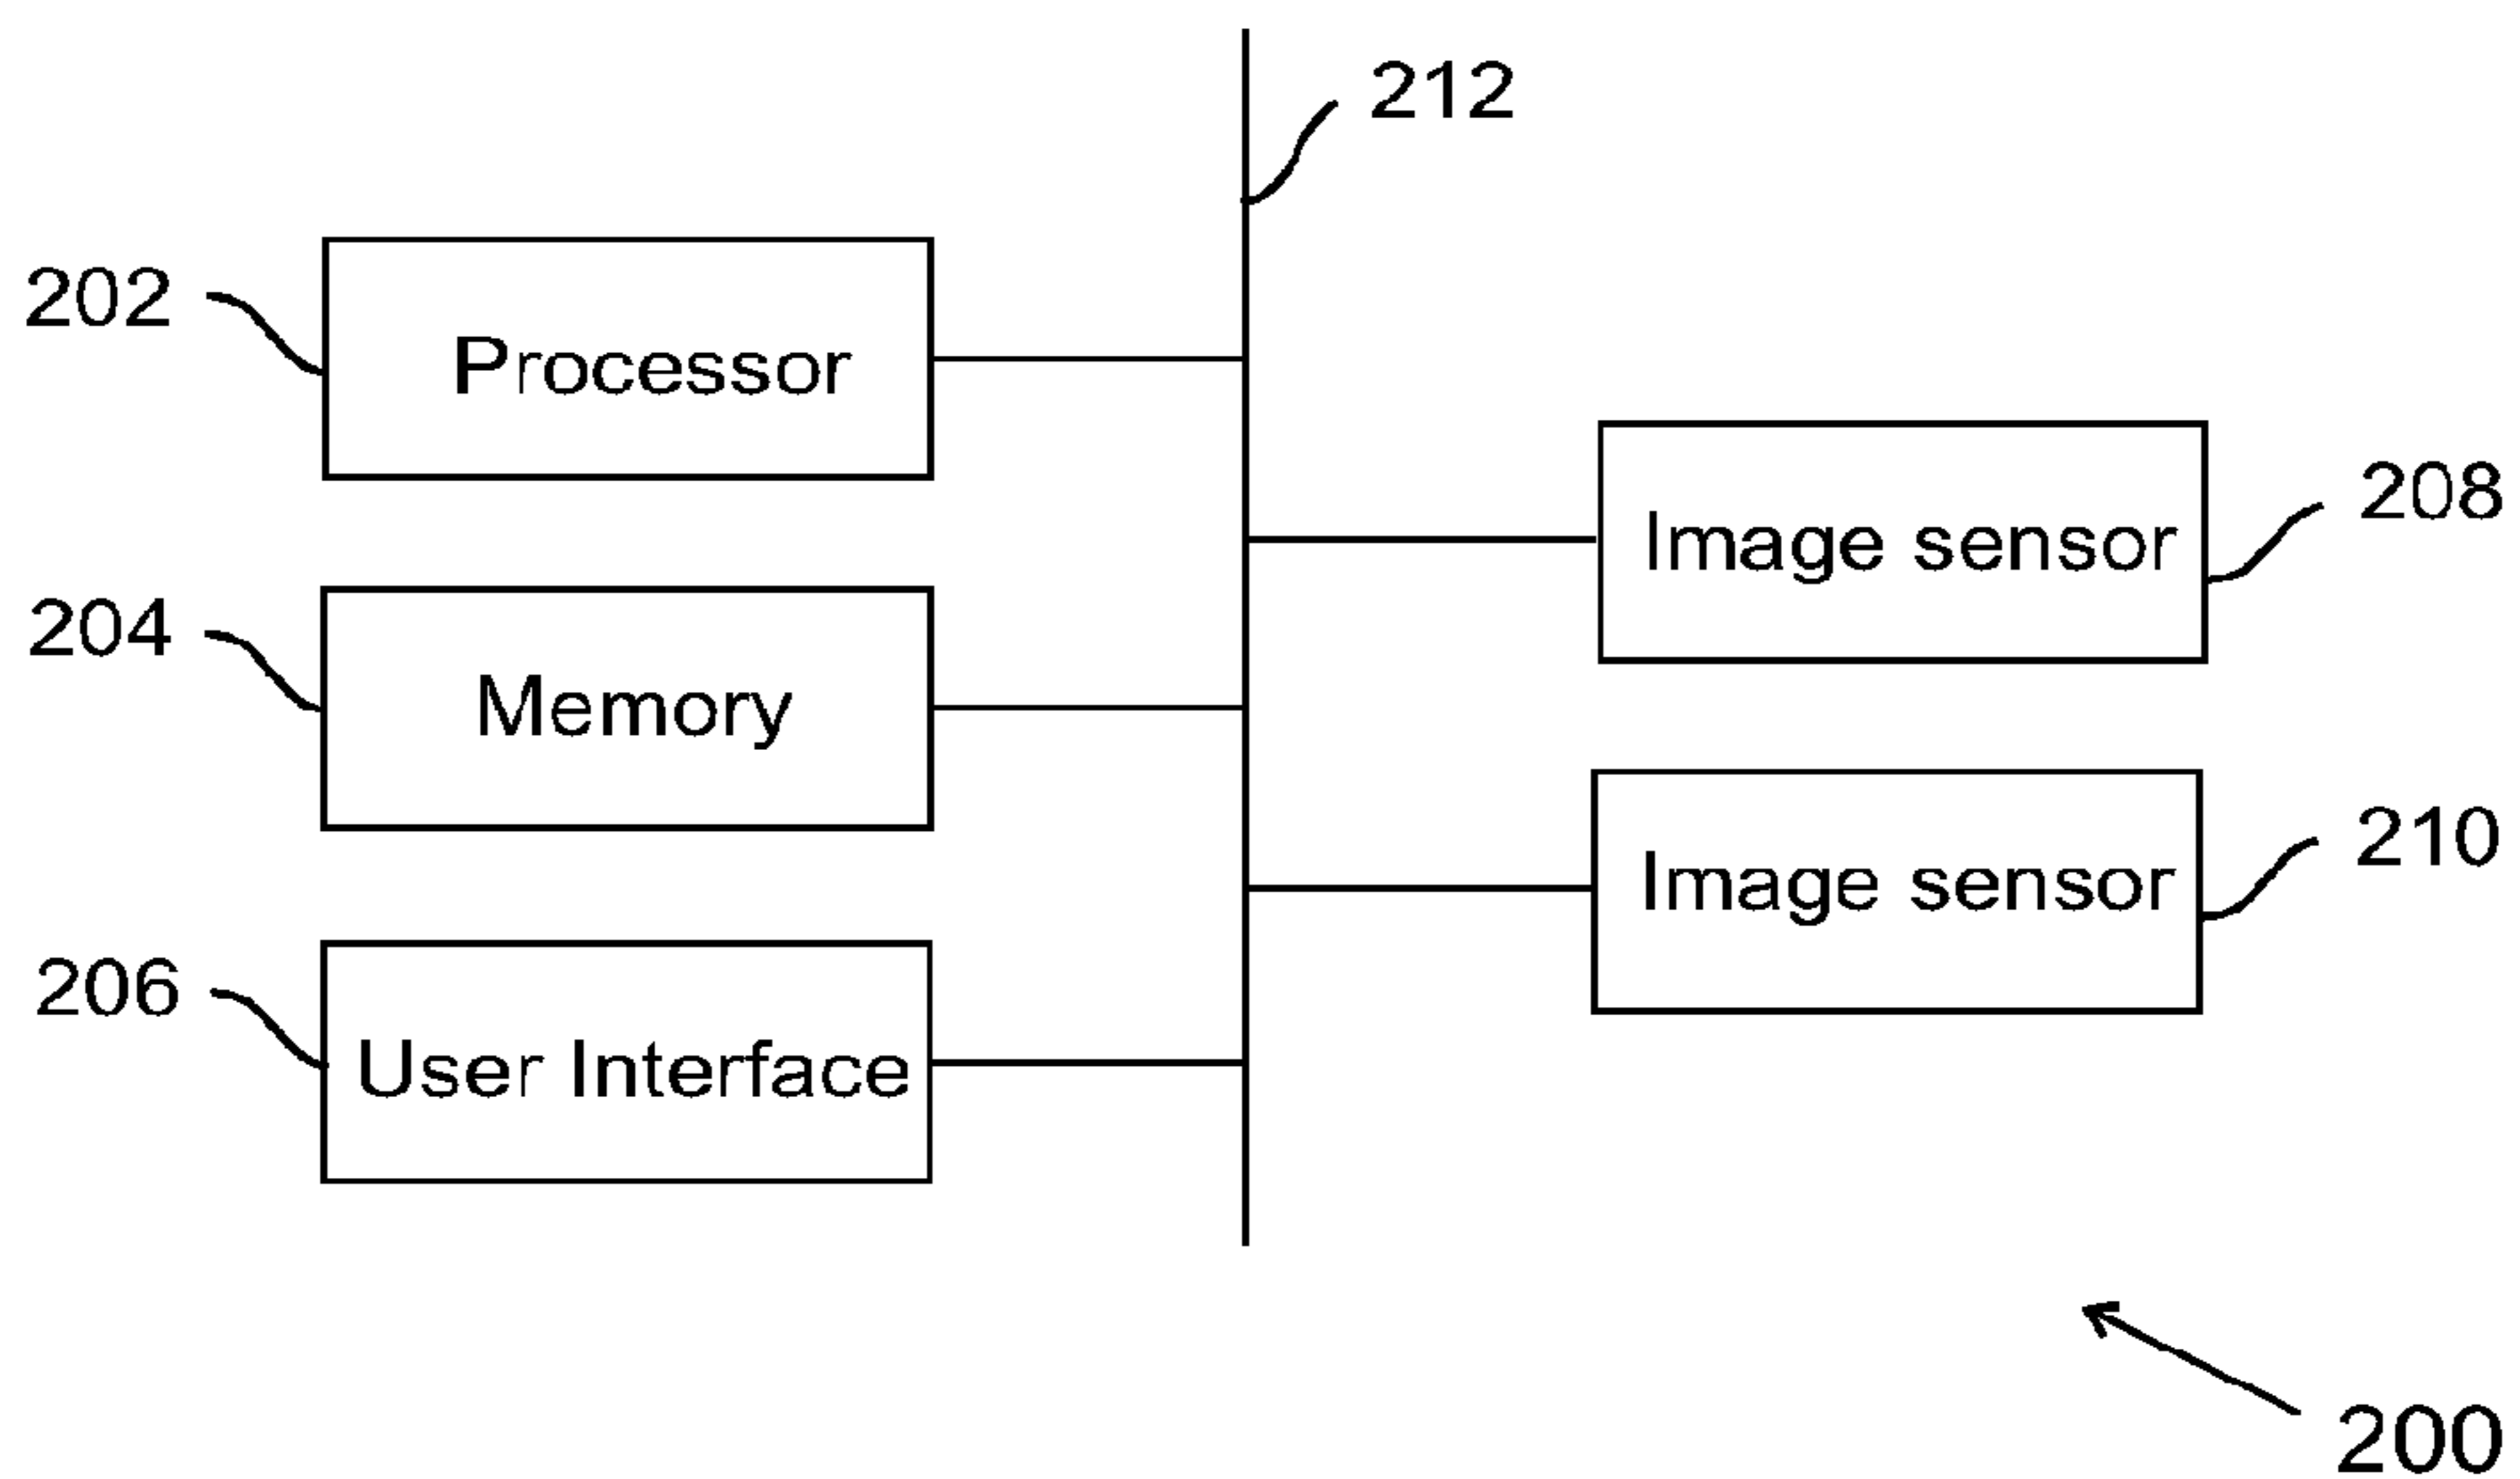 212
202
Processor
208
Image sensor
204
Memory
210
Image sensor
206
User Interface
200